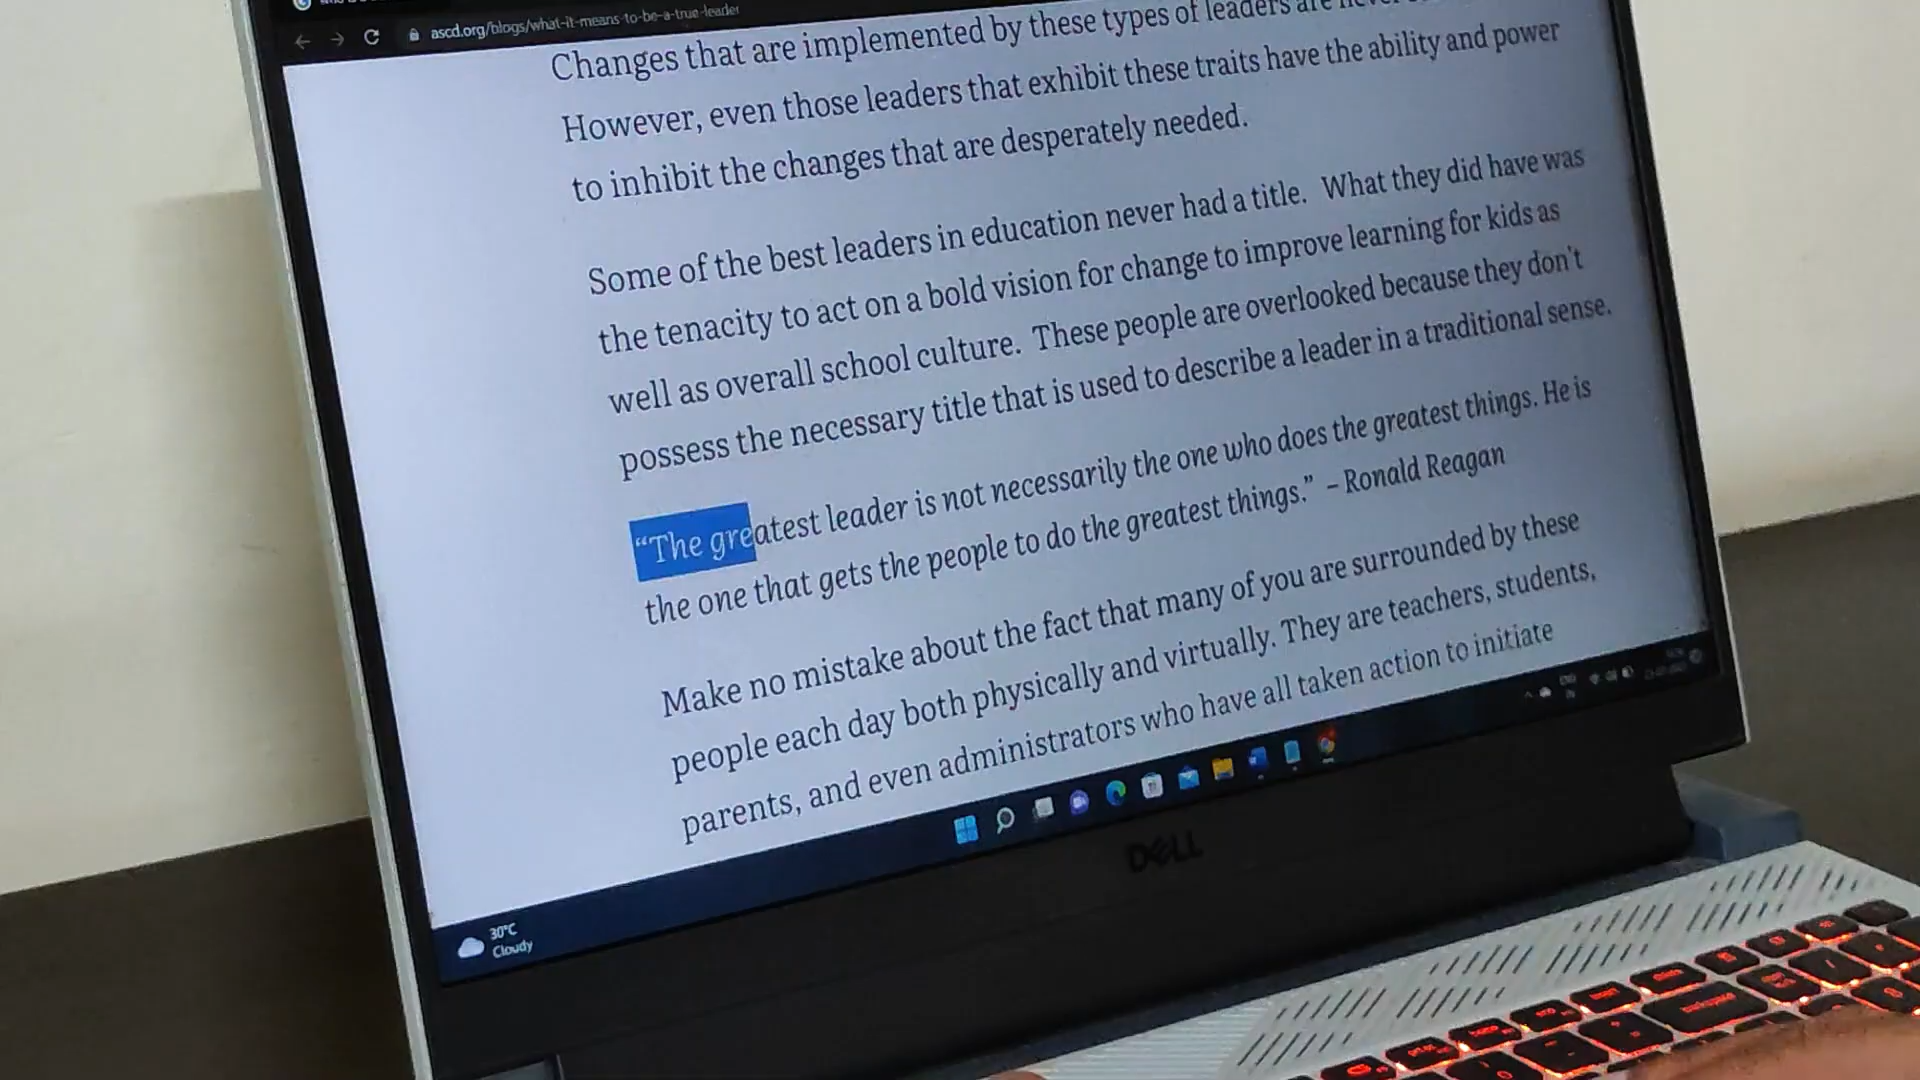 ascd.org/blogs/what-it-means-to-be-a-true-leader
Changes that are implemented by these types of leaders are never
However, even those leaders that exhibit these traits have the ability and power
to inhibit the changes that are desperately needed.
Some of the best leaders in education never had a title. What they did have was
the tenacity to act on a bold vision for change to improve learning for kids as
well as overall school culture. These people are overlooked because they don't
possess the necessary title that is used to describe a leader in a traditional sense.
“The greatest leader is not necessarily the one who does the greatest things. He is
the one that gets the people to do the greatest things.” – Ronald Reagan
Make no mistake about the fact that many of you are surrounded by these
people each day both physically and virtually. They are teachers, students,
parents, and even administrators who have all taken action to initiate
30°C
Cloudy
DELL